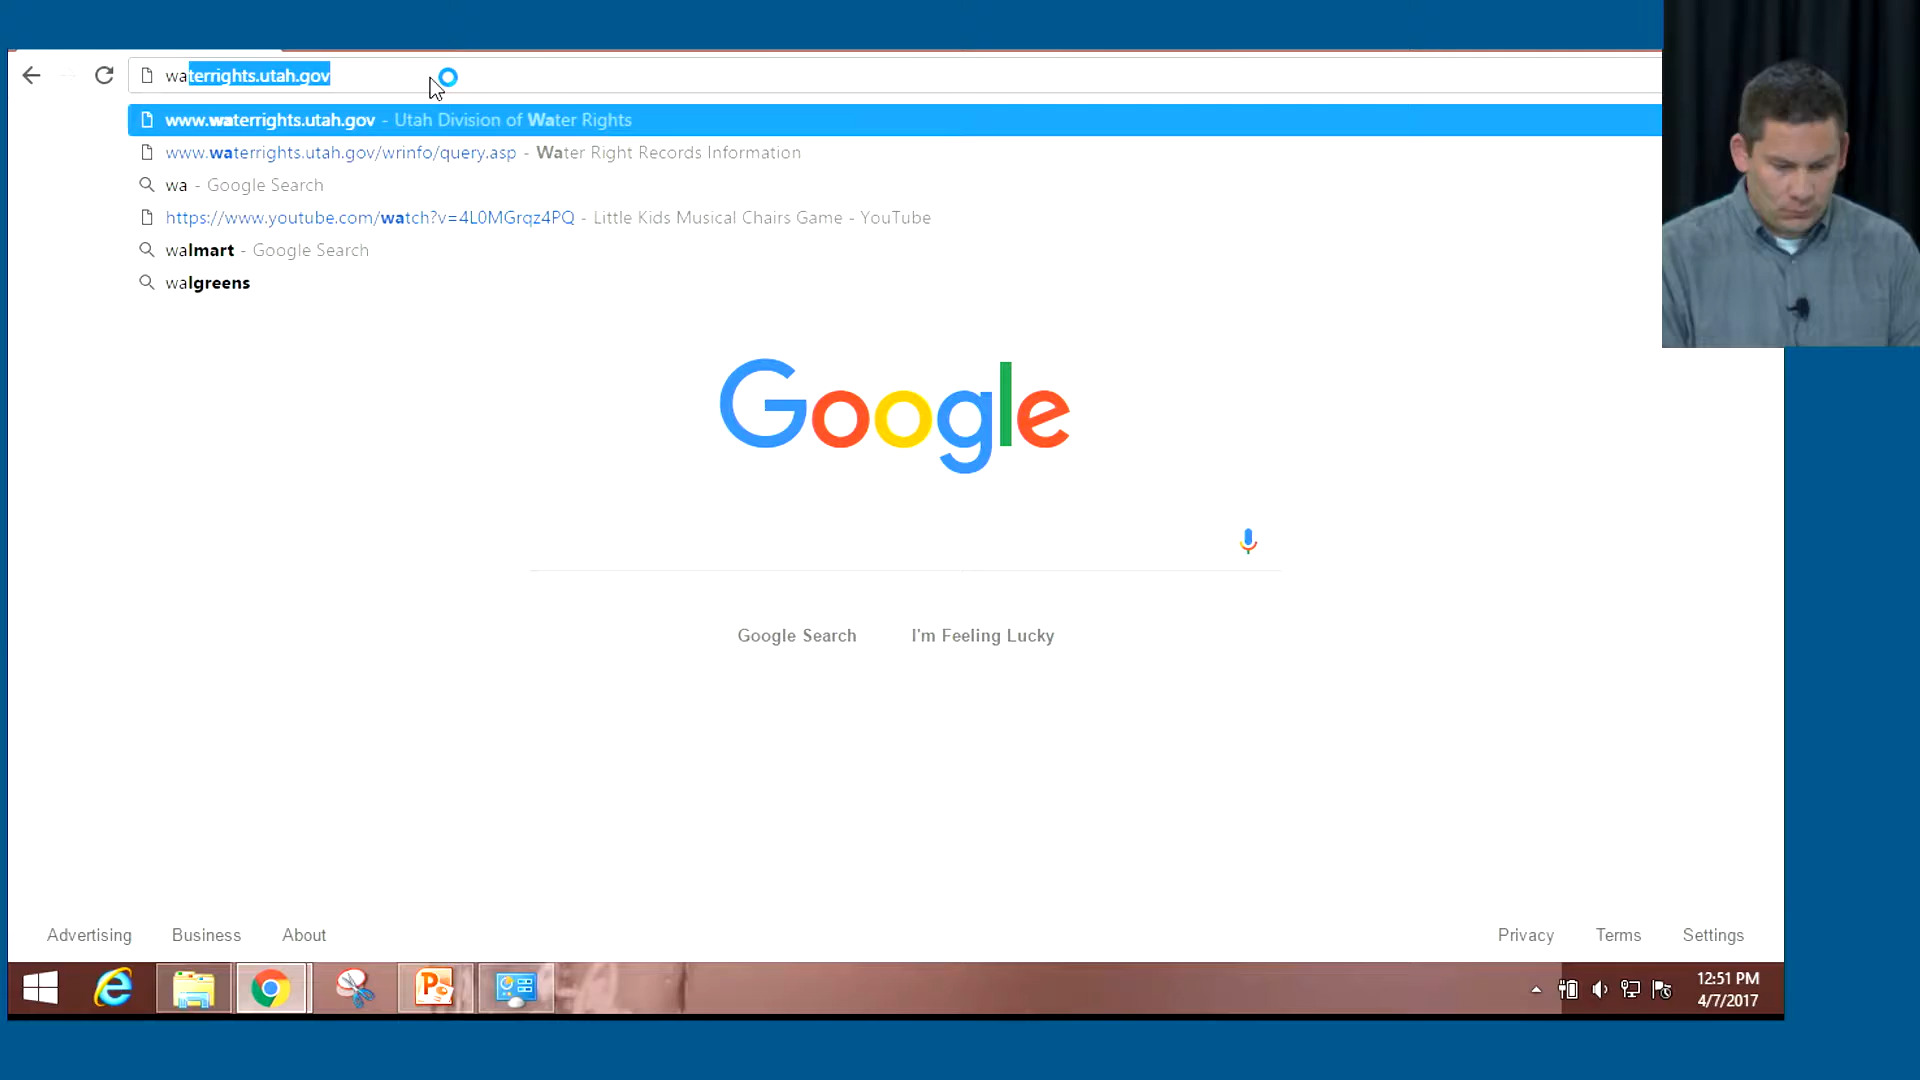 waterrights.utah.gov
www.waterrights.utah.gov - Utah Division of Water Rights
www.waterrights.utah.gov/wrinfo/query.asp - Water Right Records Information
wa - Google Search
https://www.youtube.com/watch?v=4L0MGrqz4PQ - Little Kids Musical Chairs Game - YouTube
walmart - Google Search
walgreens
Google
Google Search I'm Feeling Lucky
Advertising Business About Privacy Terms Settings
12:51 PM
4/7/2017